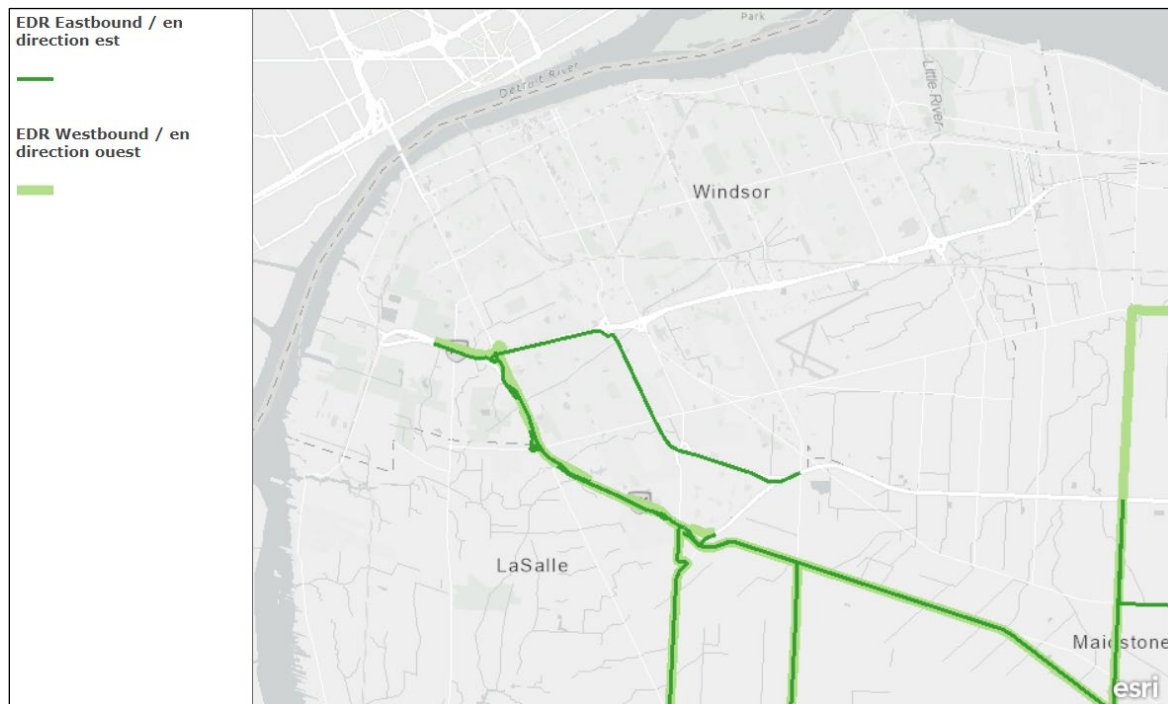 EDR Eastbound / en
direction est
EDR Westbound / en
direction ouest
Park
Detroit River
Little River
Windsor
LaSalle
Maidstone
esri